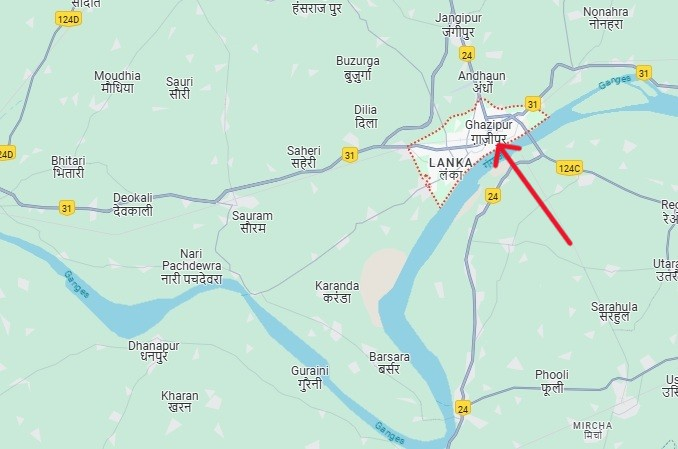 हंसराज पुर
124D
Jangipur
जंगीपुर
Nonahra
नोनहरा
24
Buzurga
बुज़ुर्गा
Moudhia
मौधिया
Sauri
सौरी
Andhaun
अंधौं
31
Ganges
31
Dilia
दिला
Ghazipur
ग़ाज़ीपुर
Saheri
सहेरी
31
LANKA
लंका
124C
Bhitari
भितारी
24
Deokali
देवकाली
31
Sauram
सौरम
Nari
Pachdewra
नारी पचदेवरा
Ganges
Karanda
करंडा
Sarahula
सरहुल
Dhanapur
धनपुर
Barsara
बर्सर
Guraini
गुरैनी
Phooli
फूली
Kharan
खरन
24
Ganges
MIRCHA
मिर्चा